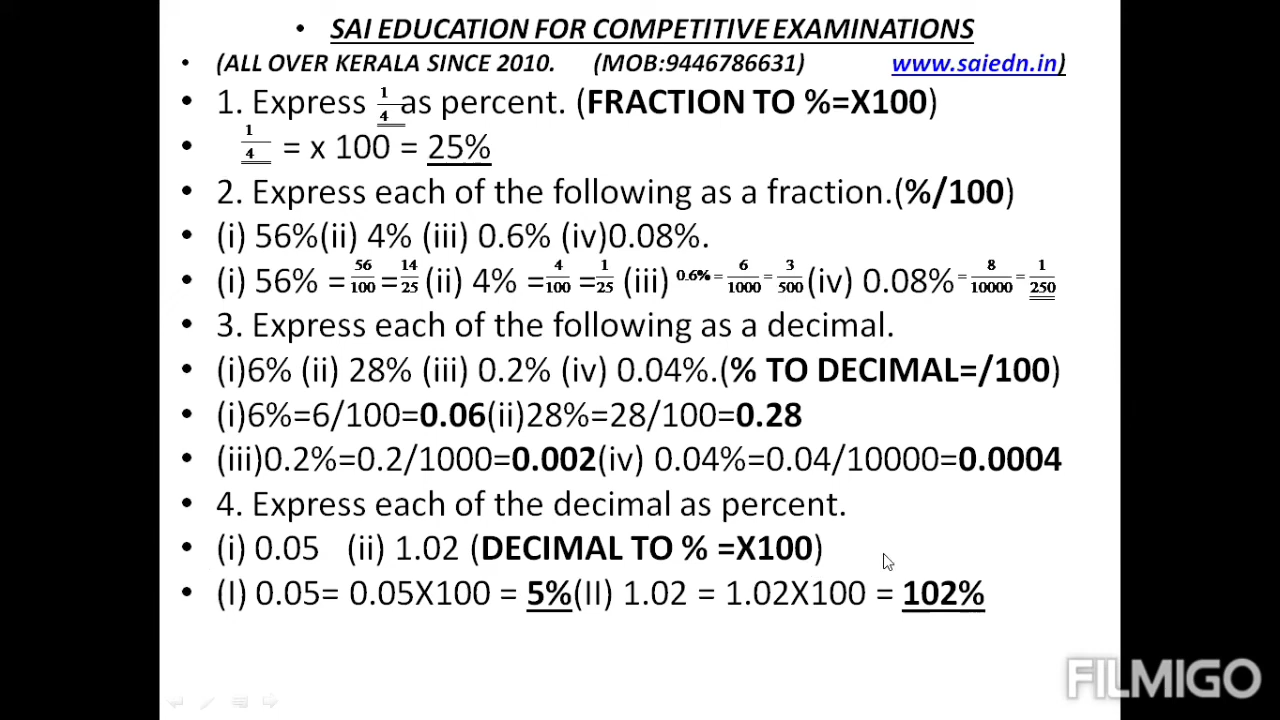 • SAI EDUCATION FOR COMPETITIVE EXAMINATIONS
• (ALL OVER KERALA SINCE 2010. (MOB:9446786631) www.saiedn.in)
• 1. Express 1/4 as percent. (FRACTION TO %=X100)
• 1/4 = x 100 = 25%
• 2. Express each of the following as a fraction.(%/100)
• (i) 56%(ii) 4% (iii) 0.6% (iv)0.08%.
• (i) 56% =56/100=14/25 (ii) 4% =4/100=1/25 (iii) 0.6%=6/1000=3/500 (iv) 0.08%=8/10000=1/250
• 3. Express each of the following as a decimal.
• (i)6% (ii) 28% (iii) 0.2% (iv) 0.04%.(% TO DECIMAL=/100)
• (i)6%=6/100=0.06(ii)28%=28/100=0.28
• (iii)0.2%=0.2/1000=0.002(iv) 0.04%=0.04/10000=0.0004
• 4. Express each of the decimal as percent.
• (i) 0.05 (ii) 1.02 (DECIMAL TO % =X100)
• (I) 0.05= 0.05X100 = 5%(II) 1.02 = 1.02X100 = 102%
FILMIGO